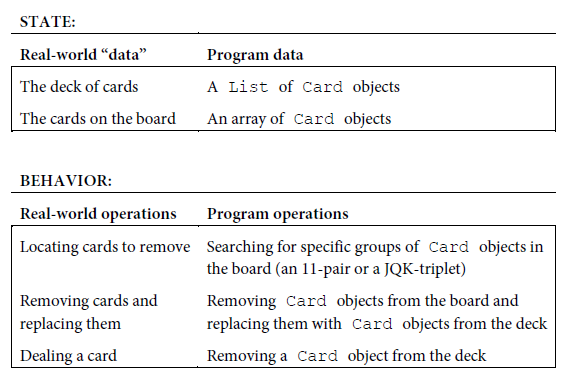 STATE:
Real-world “data” Program data
The deck of cards A List of Card objects
The cards on the board An array of Card objects
BEHAVIOR:
Real-world operations Program operations
Locating cards to remove Searching for specific groups of Card objects in
the board (an 11-pair or a JQK-triplet)
Removing cards and Removing Card objects from the board and
replacing them replacing them with Card objects from the deck
Dealing a card Removing a Card object from the deck